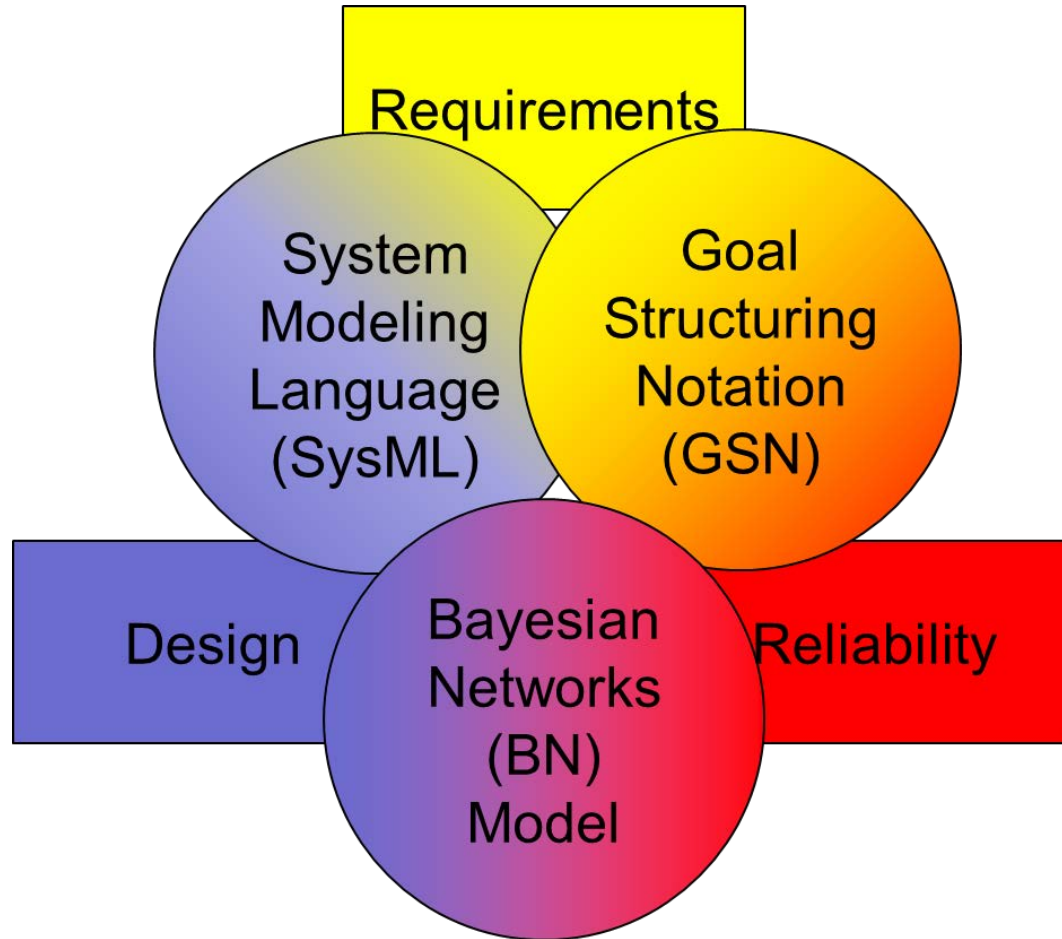 Requirements
System
Modeling
Language
(SysML)
Goal
Structuring
Notation
(GSN)
Design
Bayesian
Networks
(BN)
Model
Reliability